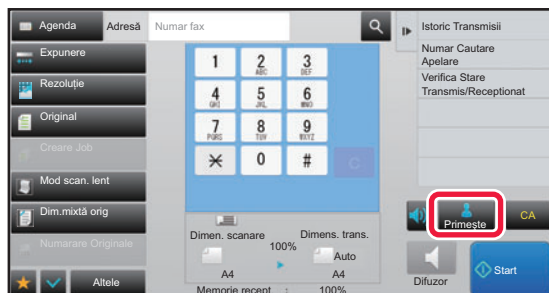 Agenda
Adresă
Numar fax
Expunere
Rezoluție
Original
Creare Job
Mod scan. lent
Dim.mixtă orig
Numarare Originale
Altele
1
2
ABC
3
DEF
4
GHI
5
JKL
6
MNO
7
PQRS
8
TUV
9
WXYZ
0
#
C
Dimen. scanare
100%
Dimens. trans.
Auto
A4
A4
Memorie recept. : 100%
Istoric Transmisii
Numar Cautare
Apelare
Verifica Stare
Transmis/Receptionat
Primește
CA
Difuzor
Start